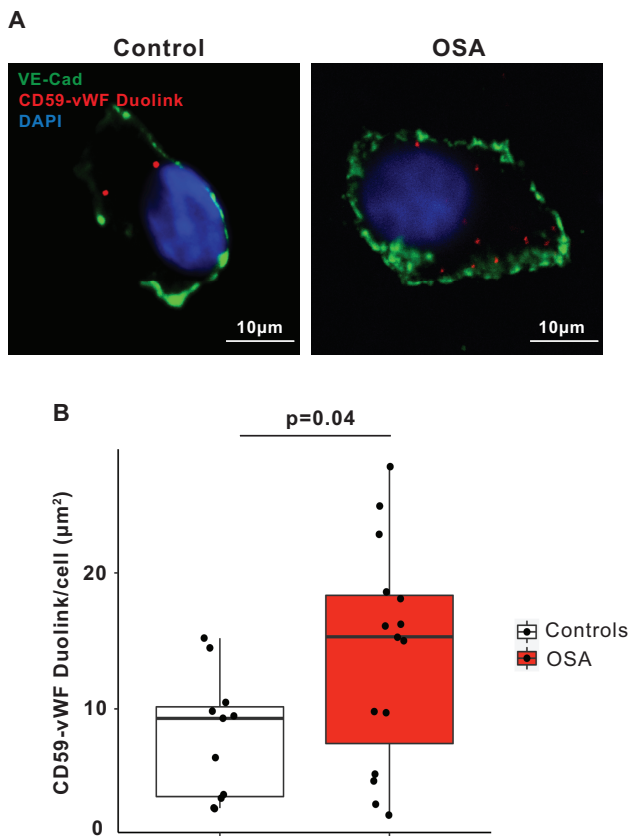 A
Control
OSA
VE-Cad
CD59-vWF Duolink
DAPI
10μm
10μm
B
p=0.04
CD59-vWF Duolink/cell (μm²)
20
10
0
Controls
OSA